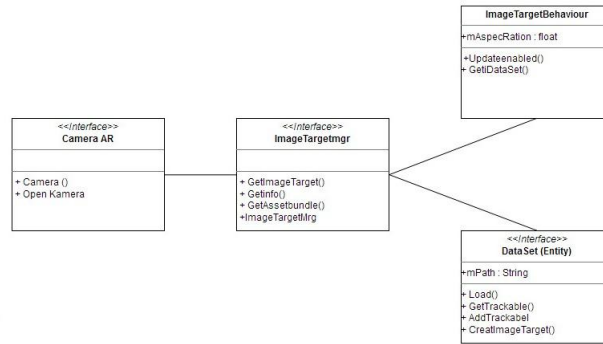 <<interface>>
Camera AR
+ Camera ()
+ Open Kamera
<<interface>>
ImageTargetmgr
+ GetImageTarget()
+ Getinfo()
+ GetAssetbundle()
+ImageTargetMrg
ImageTargetBehaviour
+mAspecRation : float
+Updateenabled()
+ GetiDataSet()
<<interface>>
DataSet (Entity)
+mPath : String
+ Load()
+ GetTrackable()
+ AddTrackabel
+ CreatImageTarget()